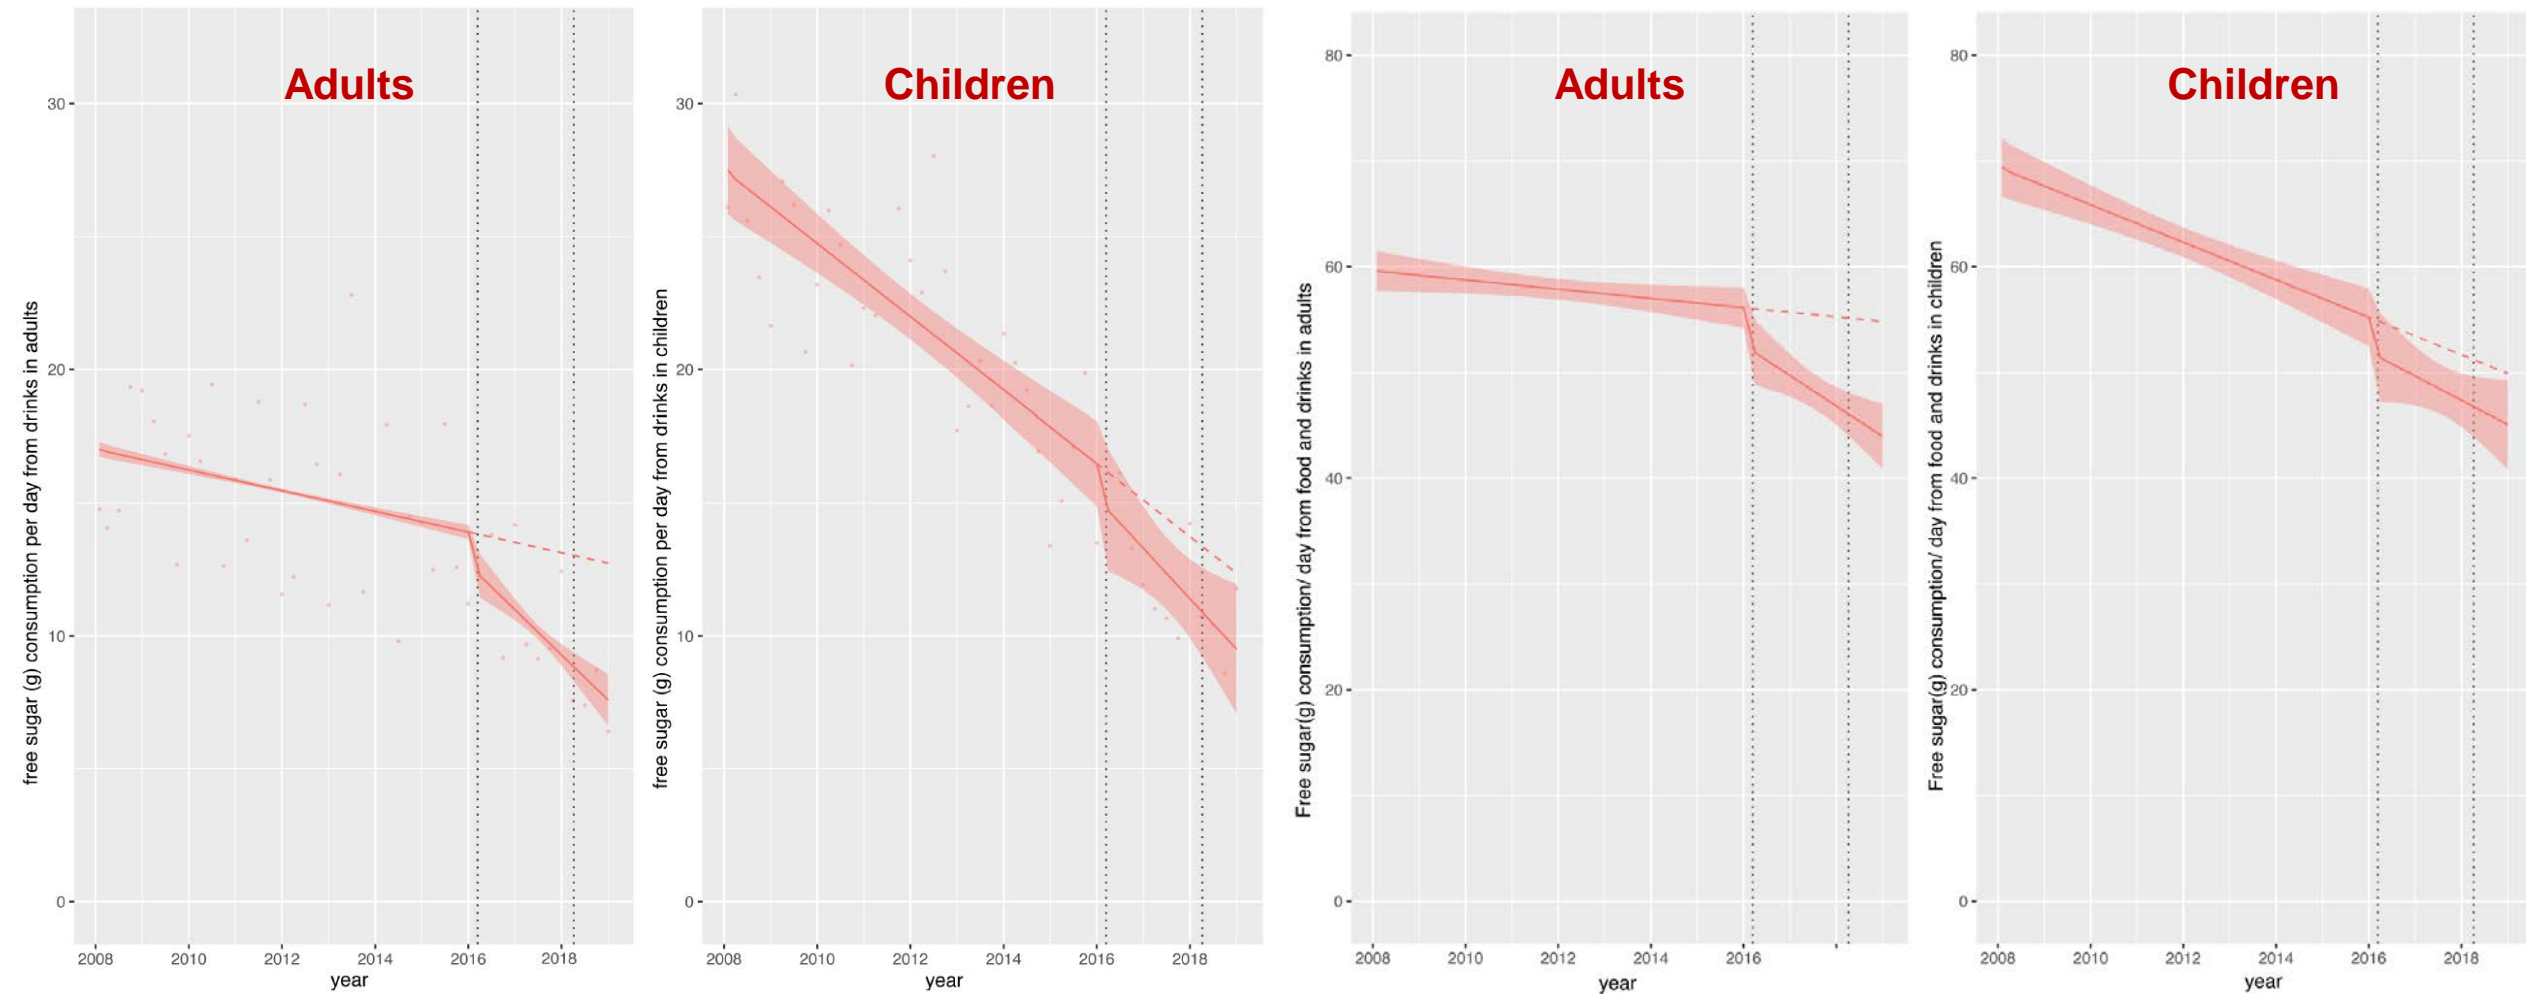 Adults
free sugar (g) consumption per day from drinks in adults
30
20
10
0
2008 2010 2012 2014 2016 2018
year
Children
free sugar (g) consumption per day from drinks in children
30
20
10
0
2008 2010 2012 2014 2016 2018
year
Adults
Free sugar(g) consumption/ day from food and drinks in adults
80
60
40
20
0
2008 2010 2012 2014 2016
year
Children
Free sugar(g) consumption/ day from food and drinks in children
80
60
40
20
0
2008 2010 2012 2014 2016 2018
year